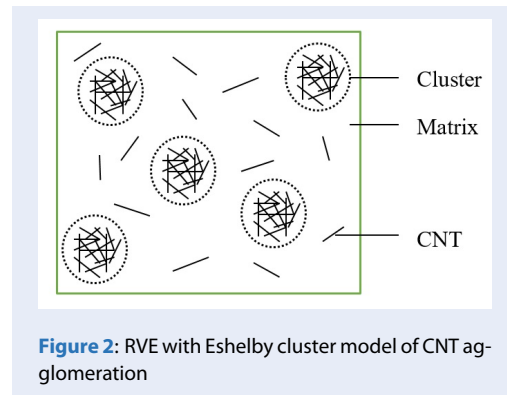 Cluster
Matrix
CNT
Figure 2: RVE with Eshelby cluster model of CNT ag-
glomeration